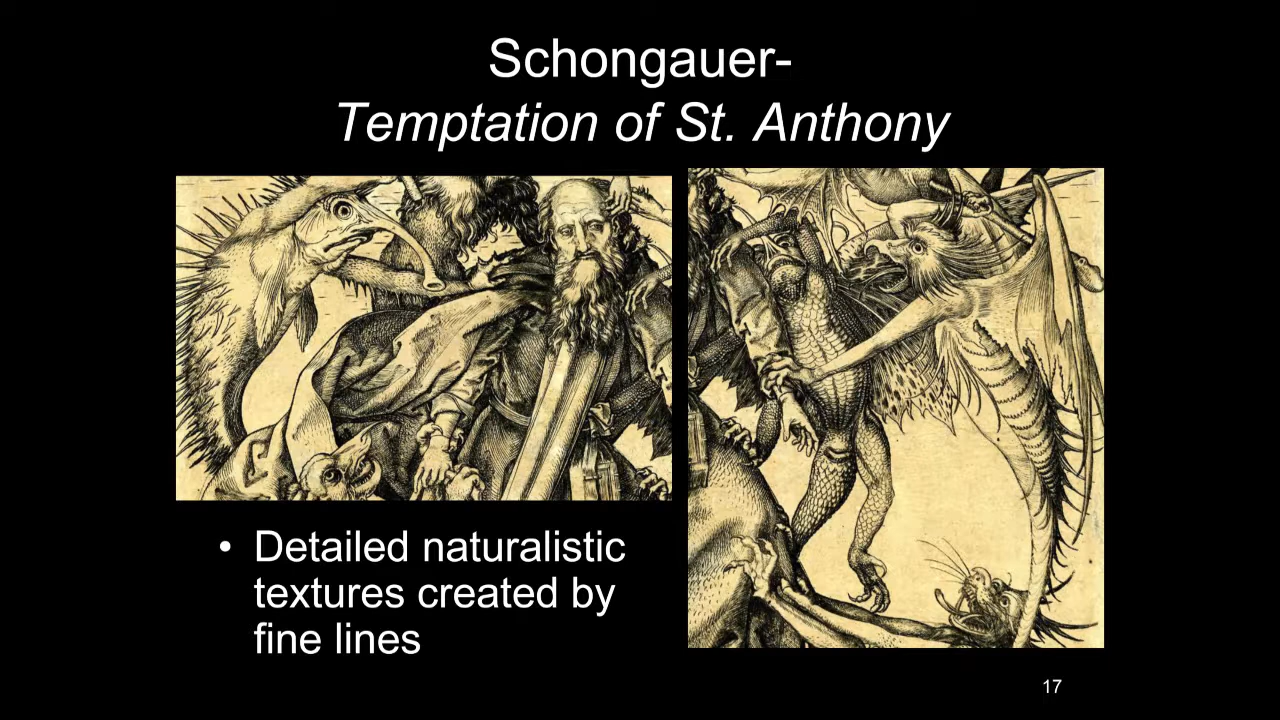 Schongauer-
Temptation of St. Anthony
• Detailed naturalistic
textures created by
fine lines
17